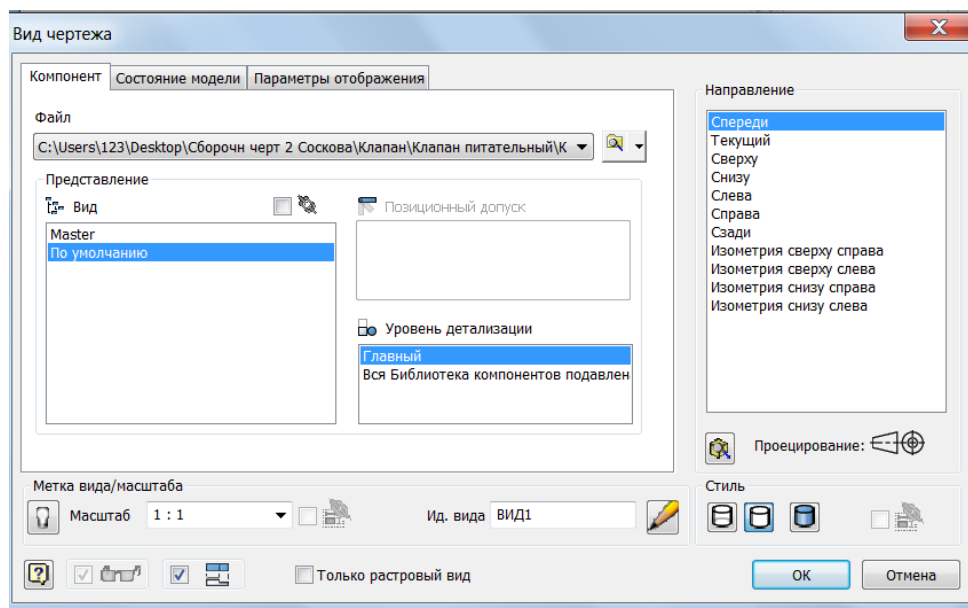 Вид чертежа
Компонент
Состояние модели
Параметры отображения
Файл
C:\Users\123\Desktop\Сборочн черт 2 Соскова\Клапан\Клапан питательный\К
Представление
Вид
Master
По умолчанию
Позиционный допуск
Уровень детализации
Главный
Вся Библиотека компонентов подавлен
Направление
Спереди
Текущий
Сверху
Снизу
Слева
Справа
Сзади
Изометрия сверху справа
Изометрия сверху слева
Изометрия снизу справа
Изометрия снизу слева
Проецирование:
Метка вида/масштаба
Масштаб 1 : 1
Ид. вида ВИД1
Стиль
Только растровый вид
ОК
Отмена